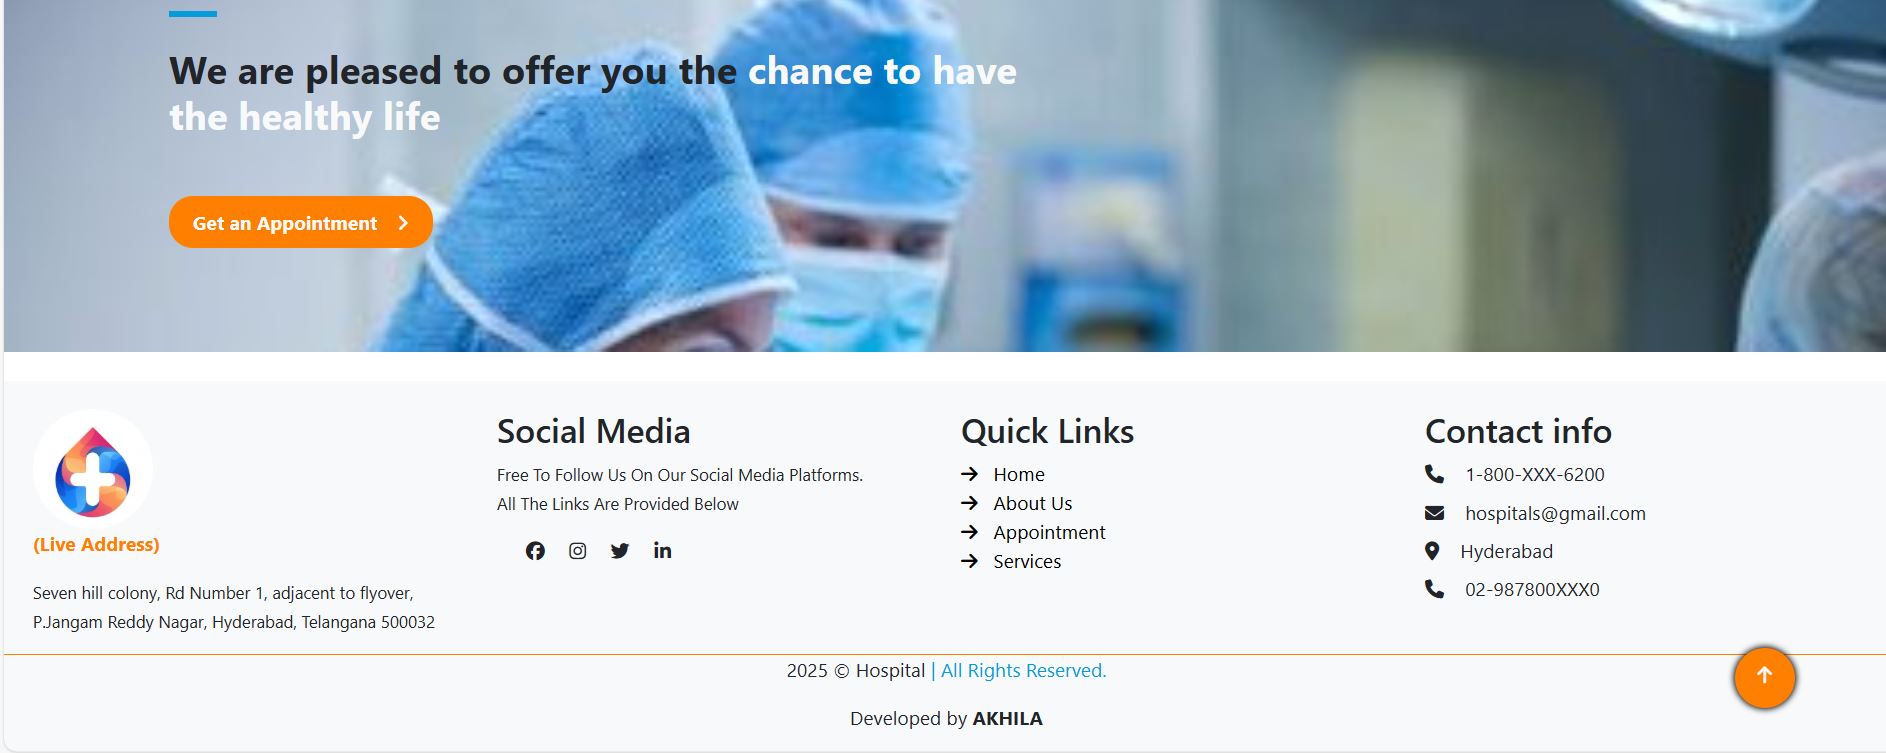 We are pleased to offer you the chance to have
the healthy life
Get an Appointment
(Live Address)
Seven hill colony, Rd Number 1, adjacent to flyover,
P.Jangam Reddy Nagar, Hyderabad, Telangana 500032
Social Media
Free To Follow Us On Our Social Media Platforms.
All The Links Are Provided Below
Quick Links
Home
About Us
Appointment
Services
Contact info
1-800-XXX-6200
hospitals@gmail.com
Hyderabad
02-987800XXX0
2025 © Hospital | All Rights Reserved.
Developed by AKHILA